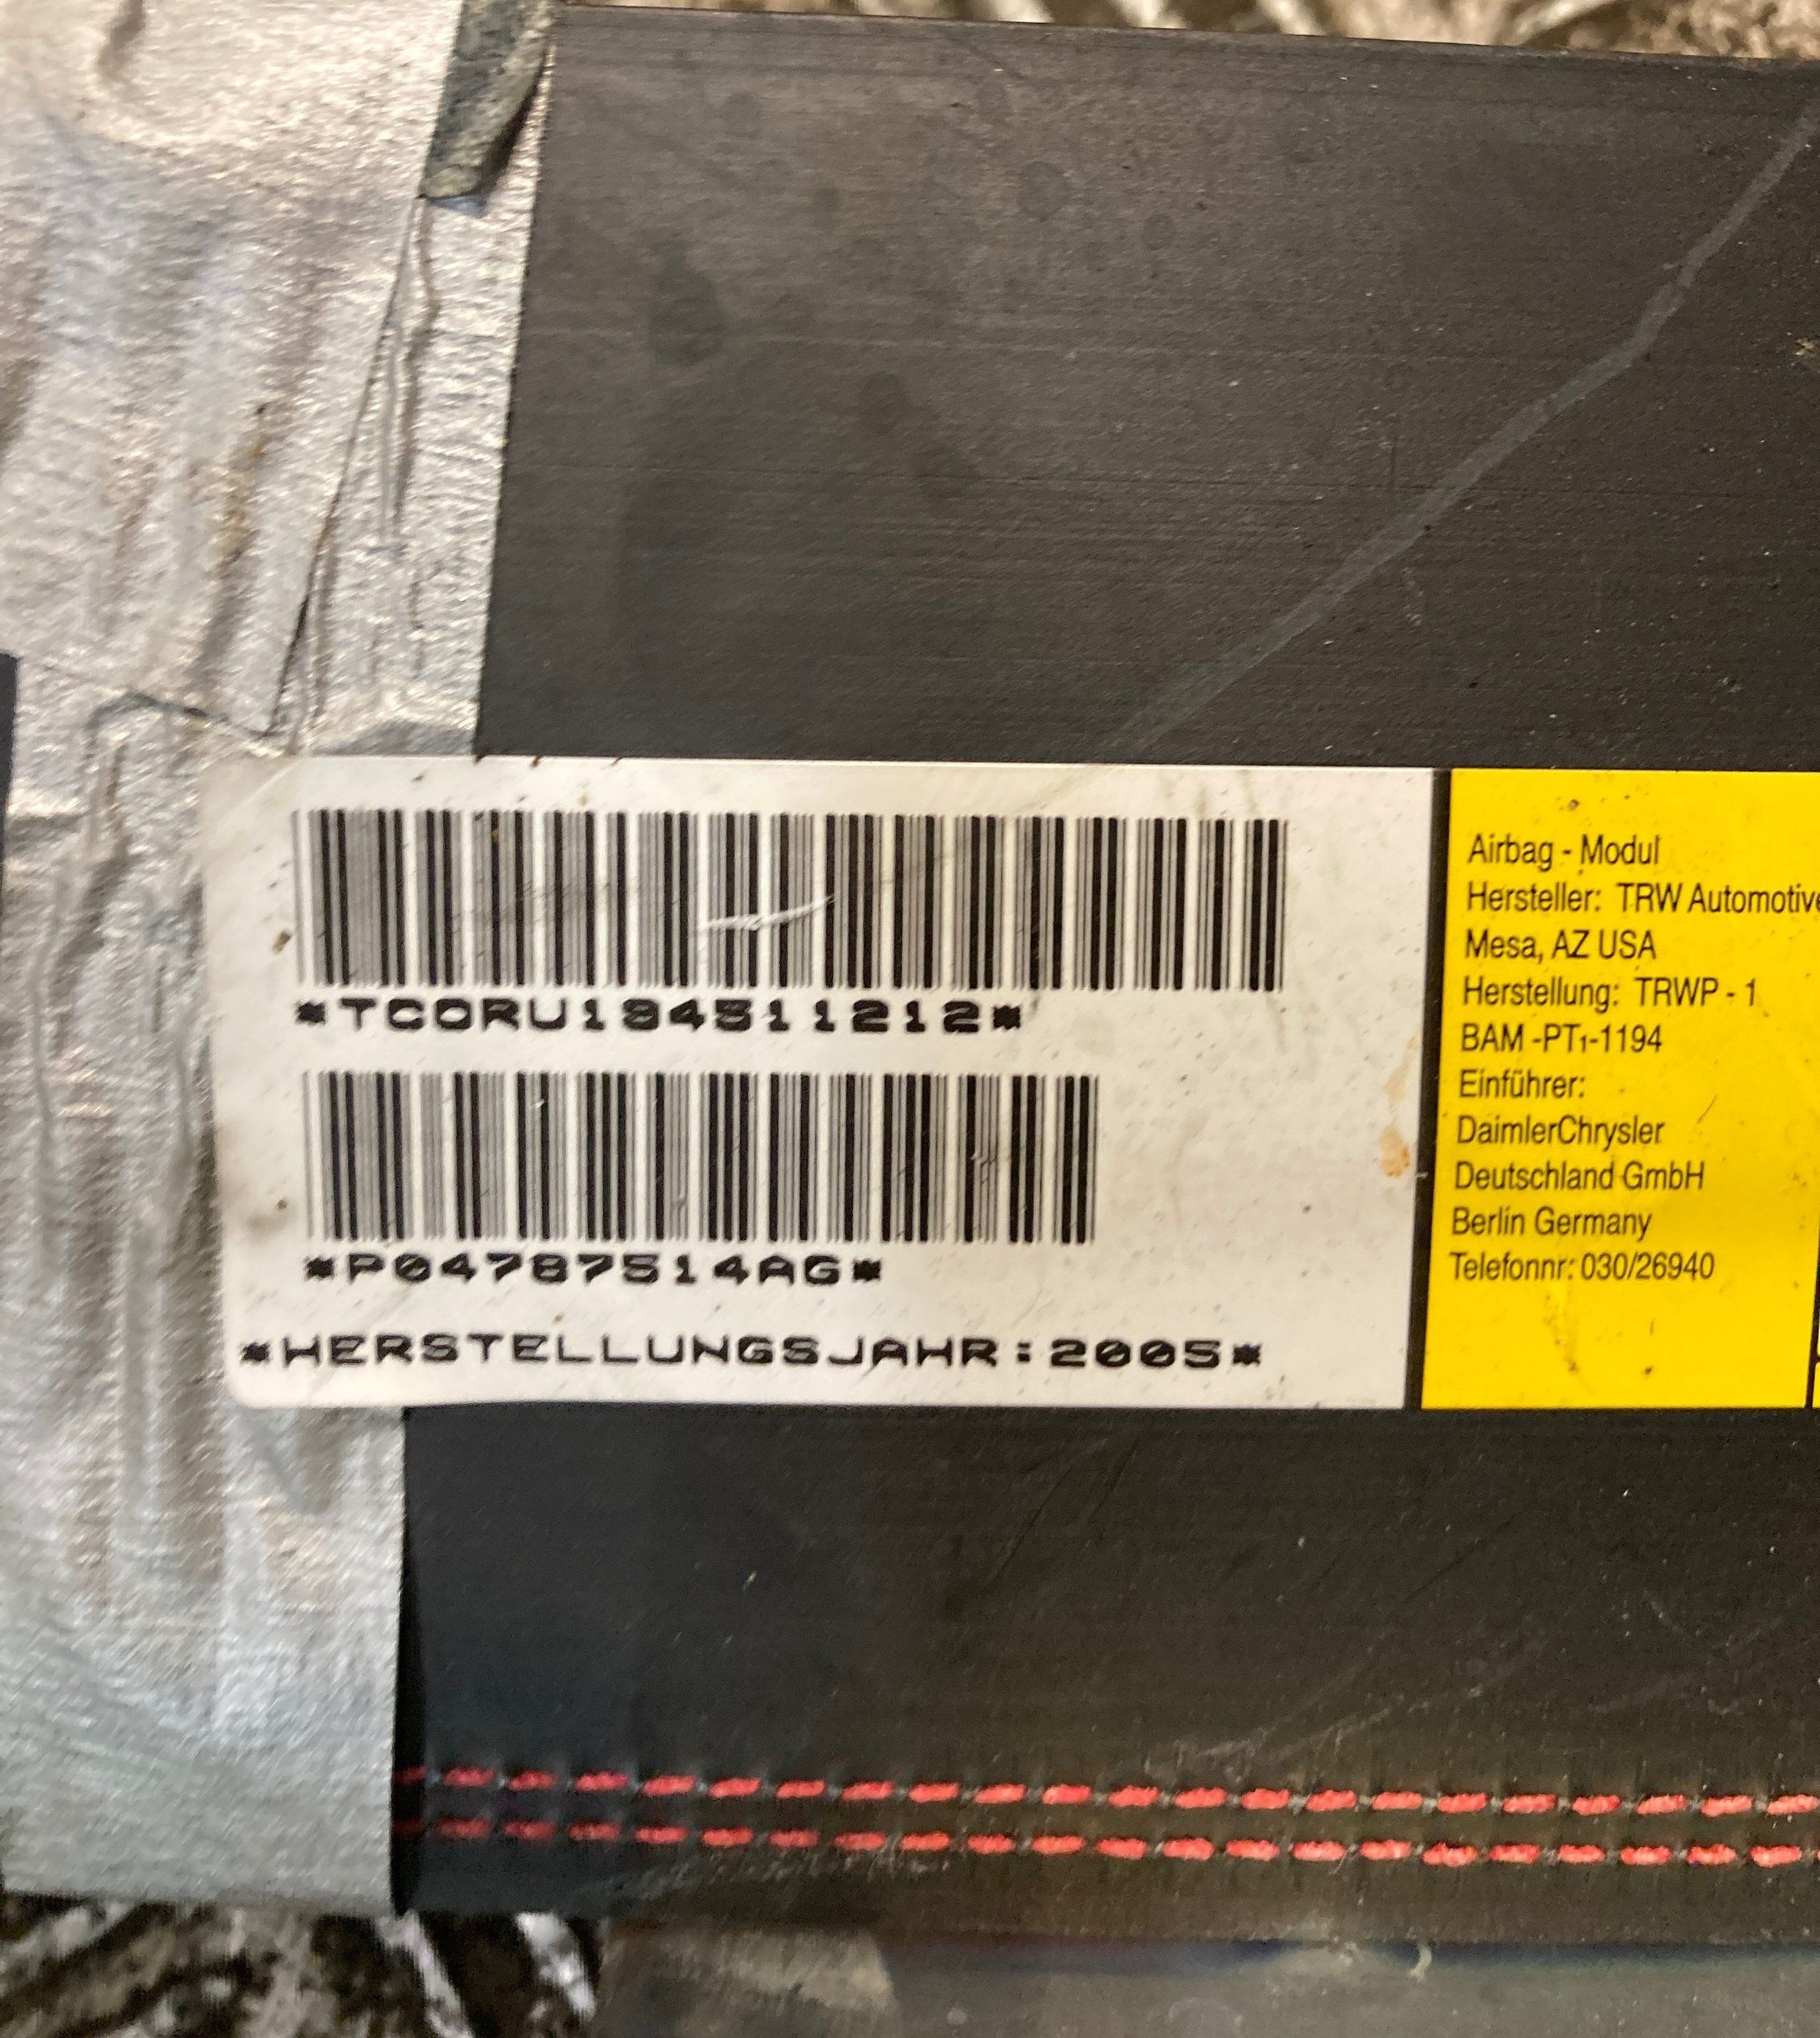 *TCORU184511212*
*P04787514AG*
*HERSTELLUNGSJAHR:2005*
Airbag - Modul
Hersteller: TRW Automotive
Mesa, AZ USA
Herstellung: TRWP - 1
BAM -PT₁-1194
Einführer:
DaimlerChrysler
Deutschland GmbH
Berlin Germany
Telefonnr: 030/26940